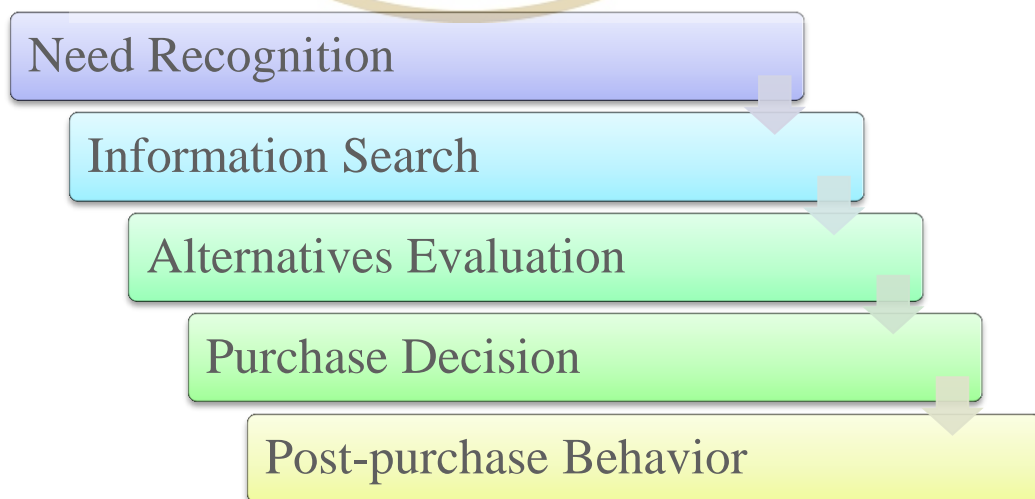 Need Recognition
Information Search
Alternatives Evaluation
Purchase Decision
Post-purchase Behavior